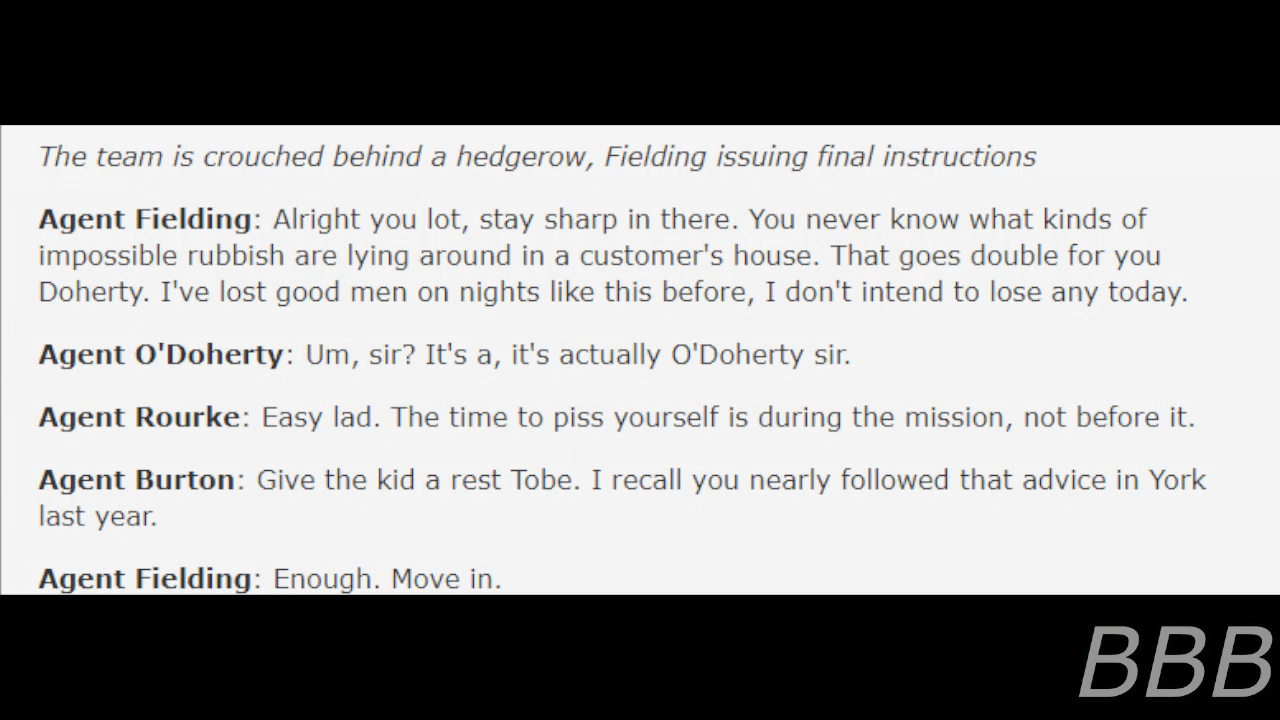 The team is crouched behind a hedgerow, Fielding issuing final instructions
Agent Fielding: Alright you lot, stay sharp in there. You never know what kinds of
impossible rubbish are lying around in a customer's house. That goes double for you
Doherty. I've lost good men on nights like this before, I don't intend to lose any today.
Agent O'Doherty: Um, sir? It's a, it's actually O'Doherty sir.
Agent Rourke: Easy lad. The time to piss yourself is during the mission, not before it.
Agent Burton: Give the kid a rest Tobe. I recall you nearly followed that advice in York
last year.
Agent Fielding: Enough. Move in.
BBB